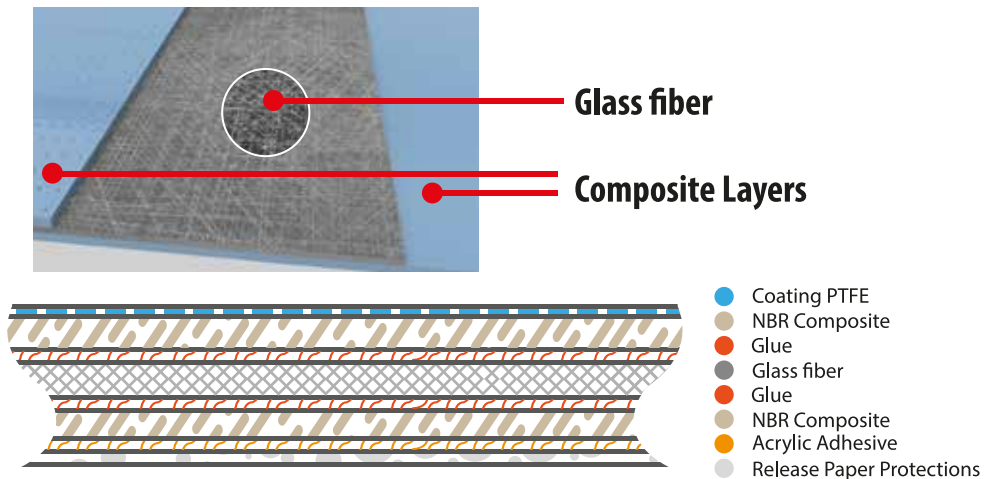 Glass fiber
Composite Layers
Coating PTFE
NBR Composite
Glue
Glass fiber
Glue
NBR Composite
Acrylic Adhesive
Release Paper Protections